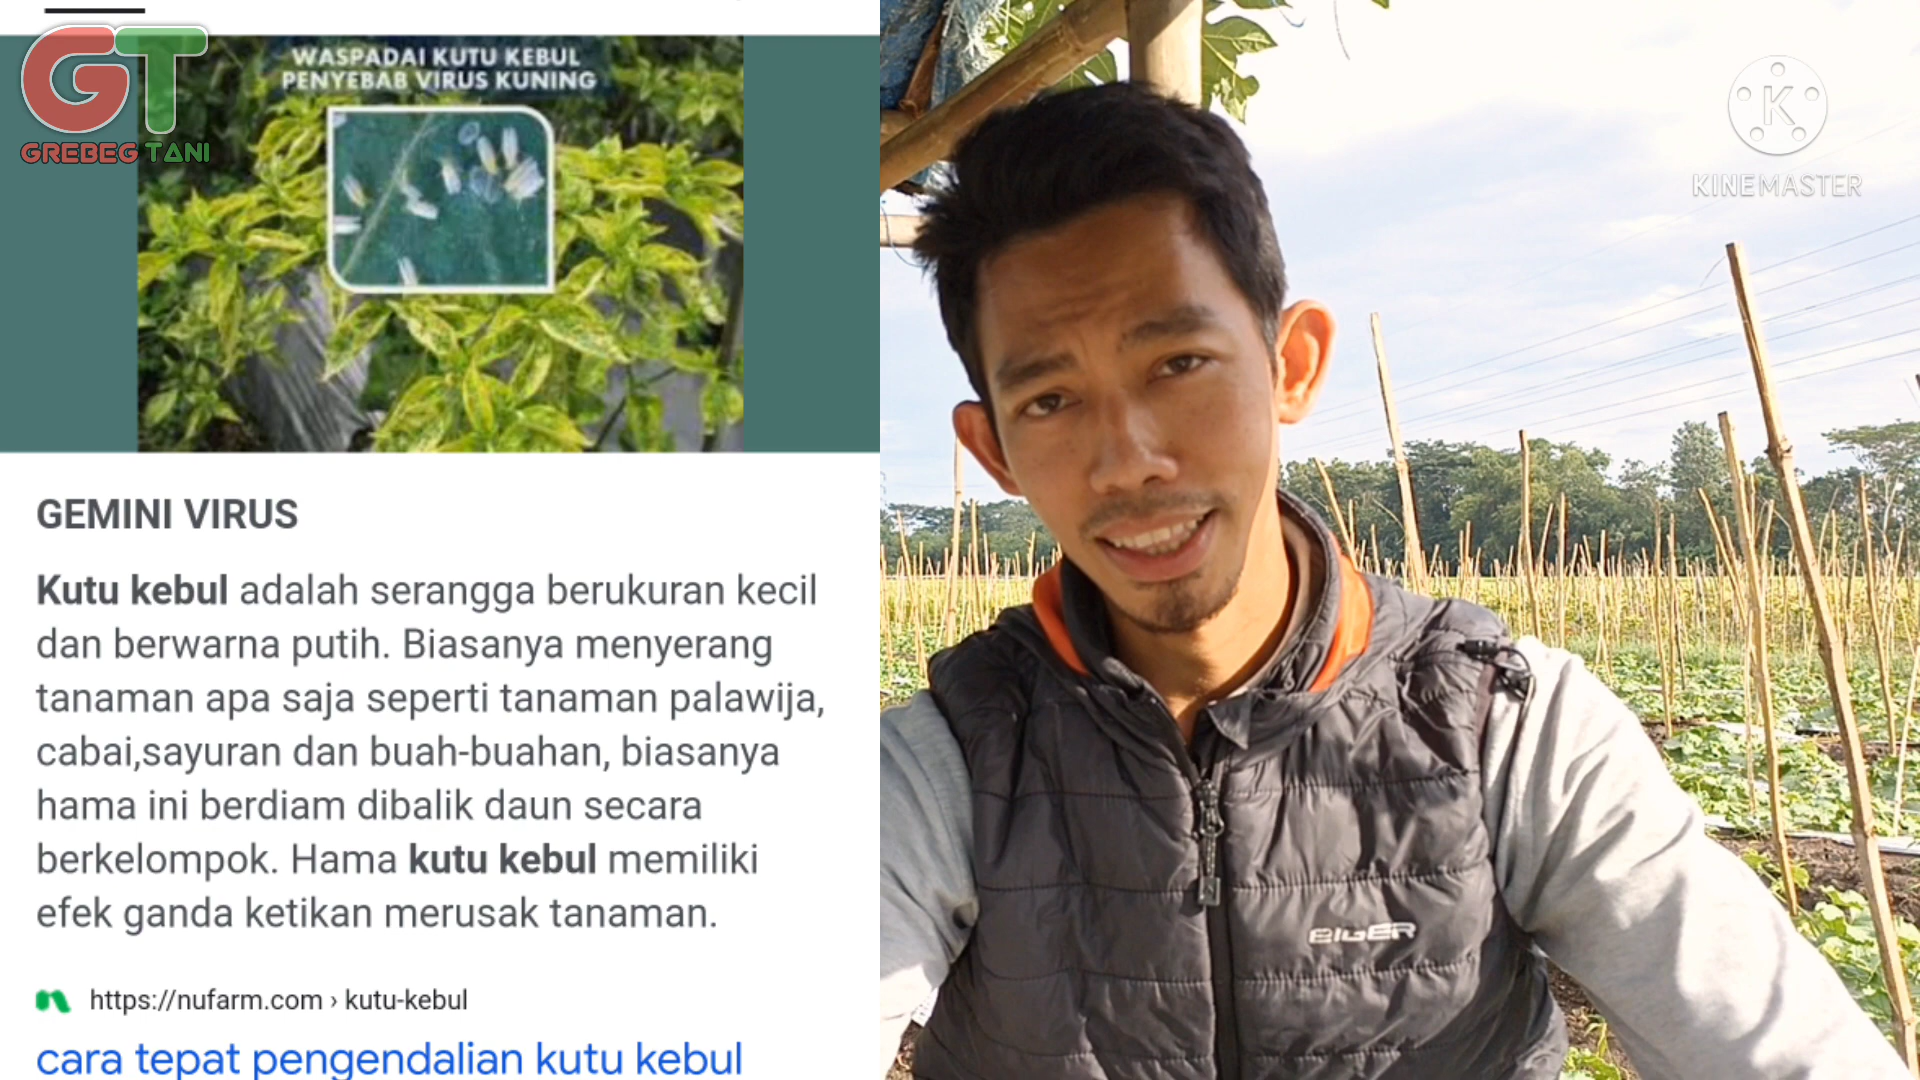 GT
GREBEG TANI
WASPADAI KUTU KEBUL
PENYEBAB VIRUS KUNING
GEMINI VIRUS
Kutu kebul adalah serangga berukuran kecil
dan berwarna putih. Biasanya menyerang
tanaman apa saja seperti tanaman palawija,
cabai,sayuran dan buah-buahan, biasanya
hama ini berdiam dibalik daun secara
berkelompok. Hama kutu kebul memiliki
efek ganda ketikan merusak tanaman.
https://nufarm.com › kutu-kebul
cara tepat pengendalian kutu kebul
K
KINEMASTER
EIGER